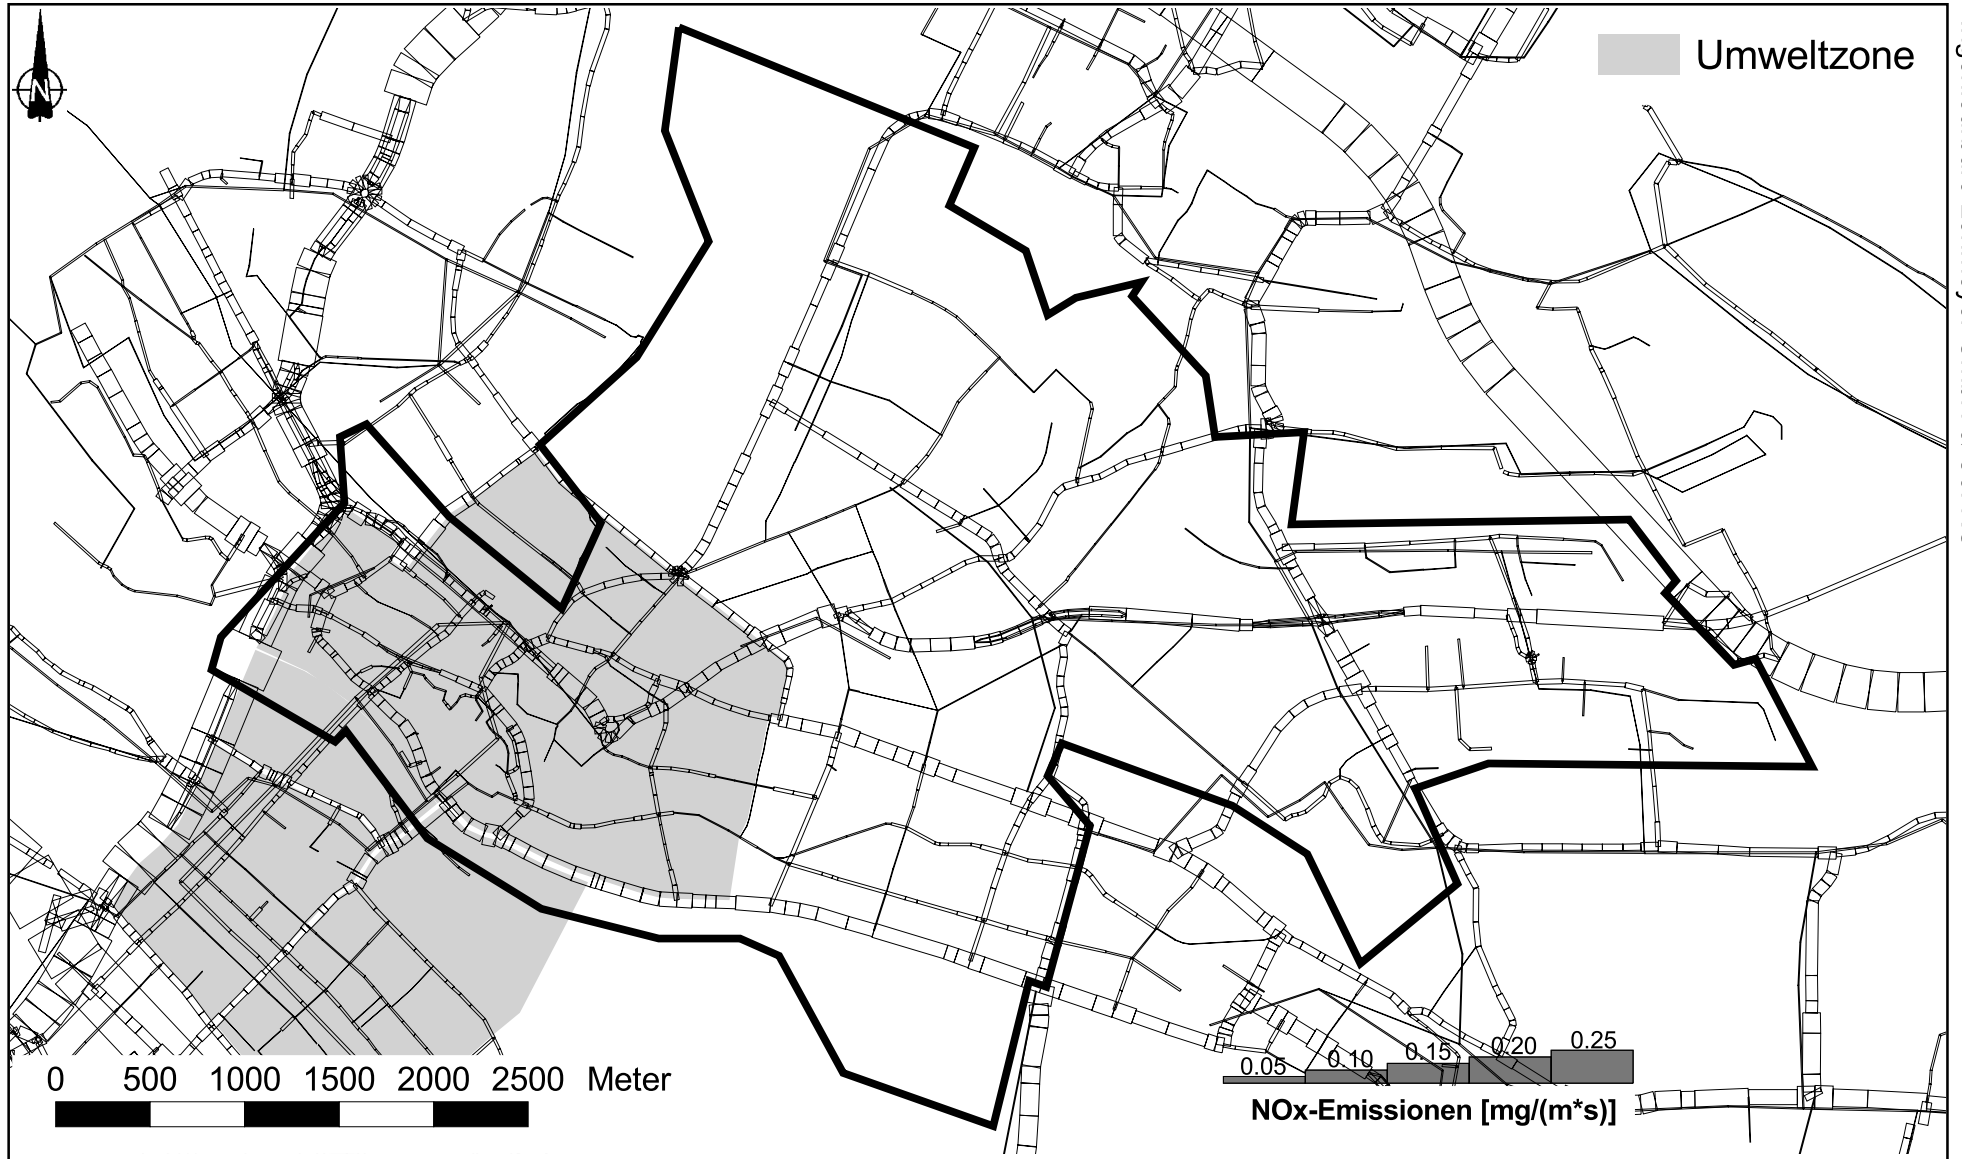 N
Umweltzone
0 500 1000 1500 2000 2500 Meter
0.05 0.10 0.15 0.20 0.25
NOx-Emissionen [mg/(m*s)]